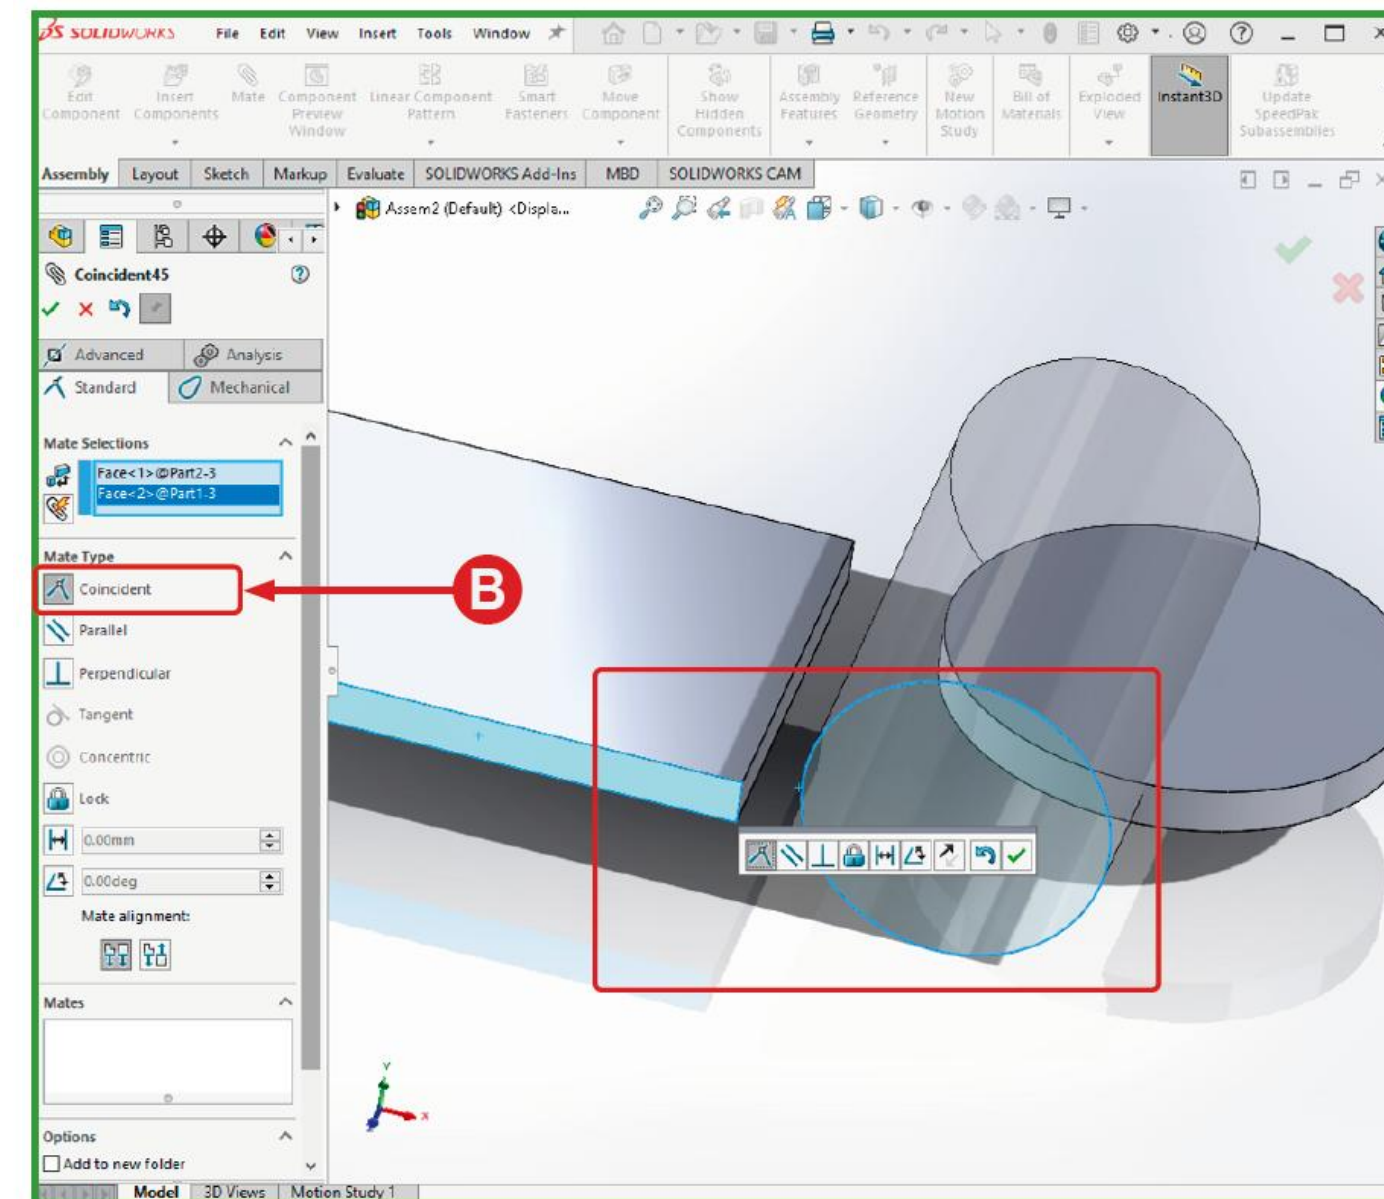 SOLIDWORKS File Edit View Insert Tools Window
Edit Component
Insert Components
Mate
Component Preview Window
Linear Component Pattern
Smart Fasteners
Move Component
Show Hidden Components
Assembly Features
Reference Geometry
New Motion Study
Bill of Materials
Exploded View
Instant3D
Update SpeedPak Subassemblies
Assembly Layout Sketch Markup Evaluate SOLIDWORKS Add-Ins MBD SOLIDWORKS CAM
Assem2 (Default) <Displa...
Coincident45
Advanced Analysis
Standard Mechanical
Mate Selections
Face<1>@Part2-3
Face<2>@Part1-3
Mate Type
Coincident
B
Parallel
Perpendicular
Tangent
Concentric
Lock
0.00mm
0.00deg
Mate alignment:
Mates
Y
X
Options
Add to new folder
Model 3D Views Motion Study 1